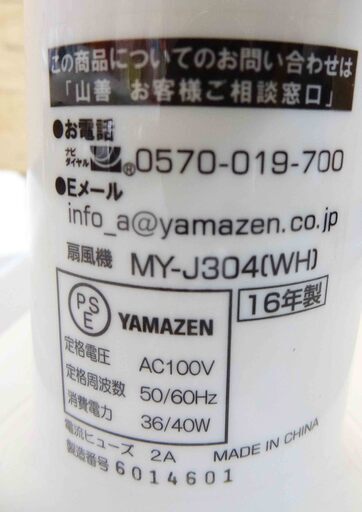 この商品についてのお問い合わせは
「山善 お客様ご相談窓口」
●お電話
ナビダイヤル ® 0570-019-700
●Eメール
info_a@yamazen.co.jp
扇風機 MY-J304(WH)
16年製
PSE YAMAZEN
定格電圧 AC100V
定格周波数 50/60Hz
消費電力 36/40W
電流ヒューズ 2A MADE IN CHINA
製造番号 6014601